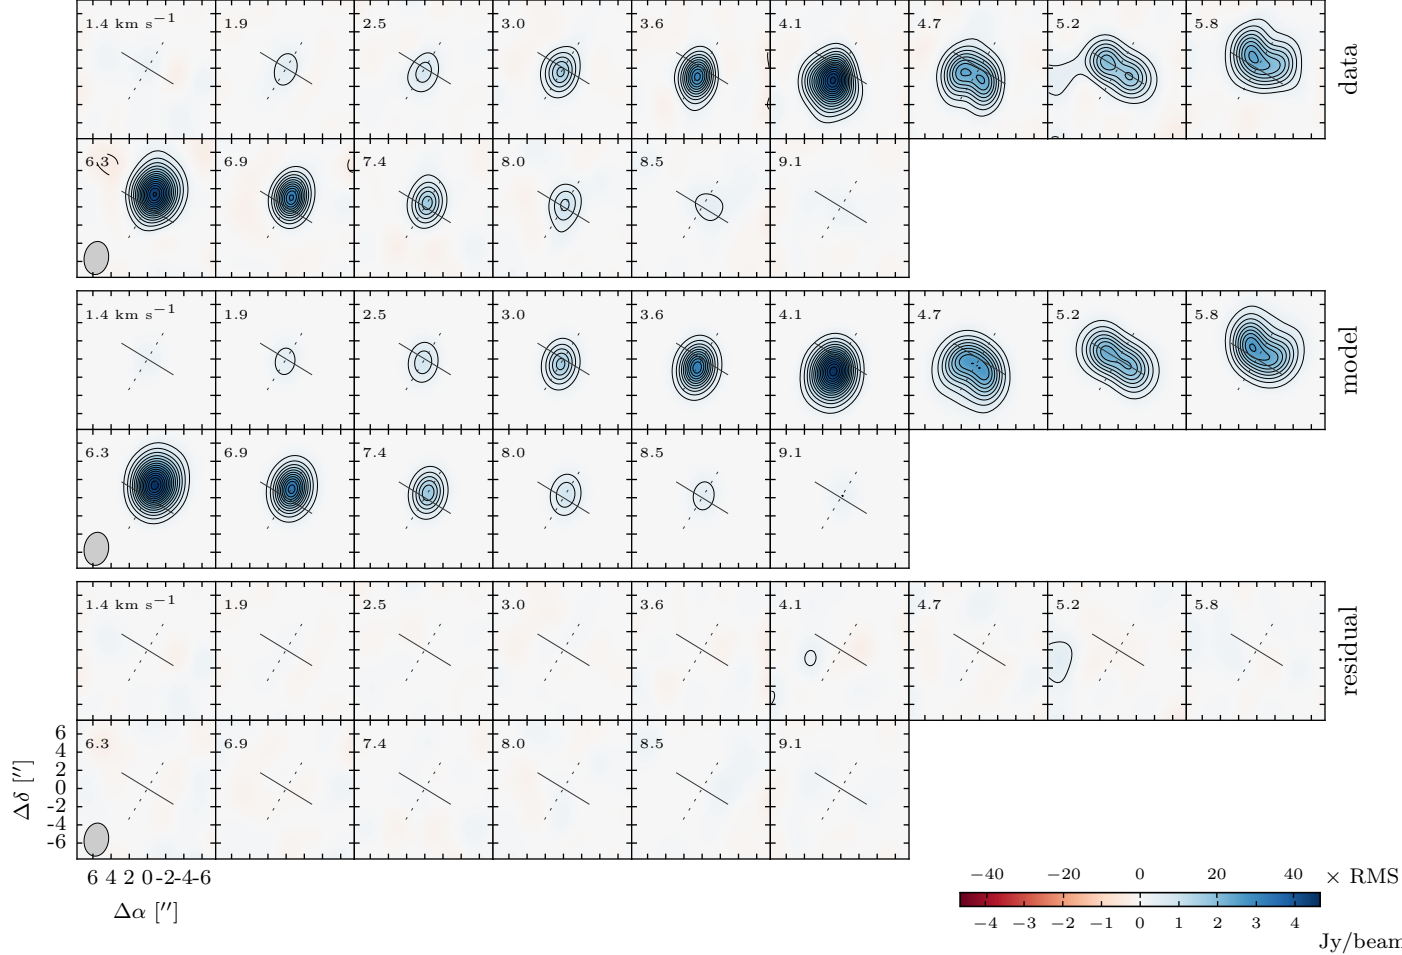 1.4 km s⁻¹ 1.9 2.5 3.0 3.6 4.1 4.7 5.2 5.8
data
6.3 6.9 7.4 8.0 8.5 9.1
1.4 km s⁻¹ 1.9 2.5 3.0 3.6 4.1 4.7 5.2 5.8
model
6.3 6.9 7.4 8.0 8.5 9.1
1.4 km s⁻¹ 1.9 2.5 3.0 3.6 4.1 4.7 5.2 5.8
residual
6.3 6.9 7.4 8.0 8.5 9.1
6
4
2
0
-2
-4
-6
Δδ [″]
6 4 2 0 -2 -4 -6
Δα [″]
−40 −20 0 20 40 × RMS
−4 −3 −2 −1 0 1 2 3 4
Jy/beam